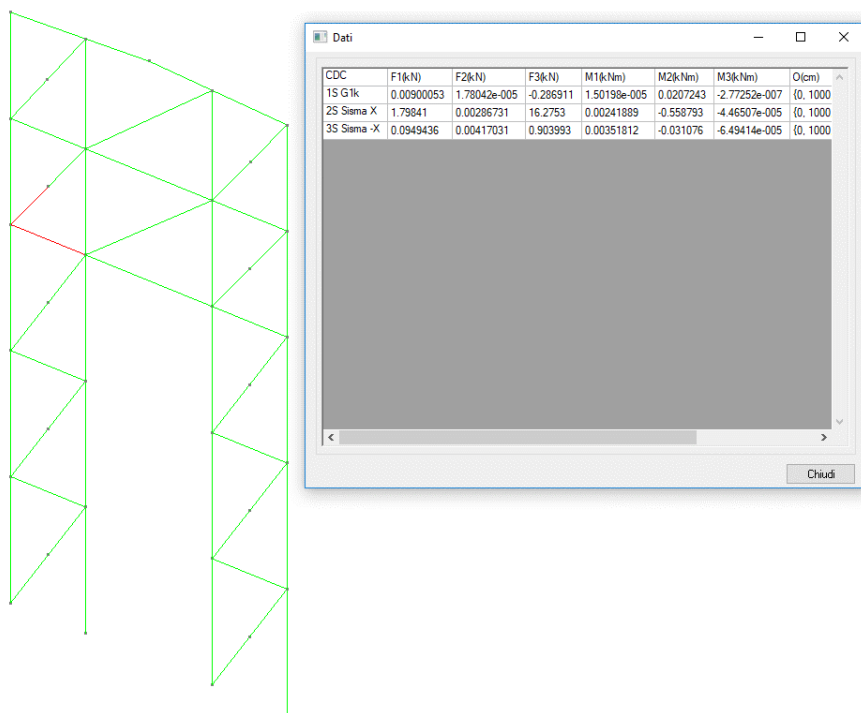 Dati
CDC F1(kN) F2(kN) F3(kN) M1(kNm) M2(kNm) M3(kNm) O(cm)
1S G1k 0.00900053 1.78042e-005 -0.286911 1.50198e-005 0.0207243 -2.77252e-007 {0, 1000
2S Sisma X 1.79841 0.00286731 16.2753 0.00241889 -0.558793 -4.46507e-005 {0, 1000
3S Sisma -X 0.0949436 0.00417031 0.903993 0.00351812 -0.031076 -6.49414e-005 {0, 1000
Chiudi